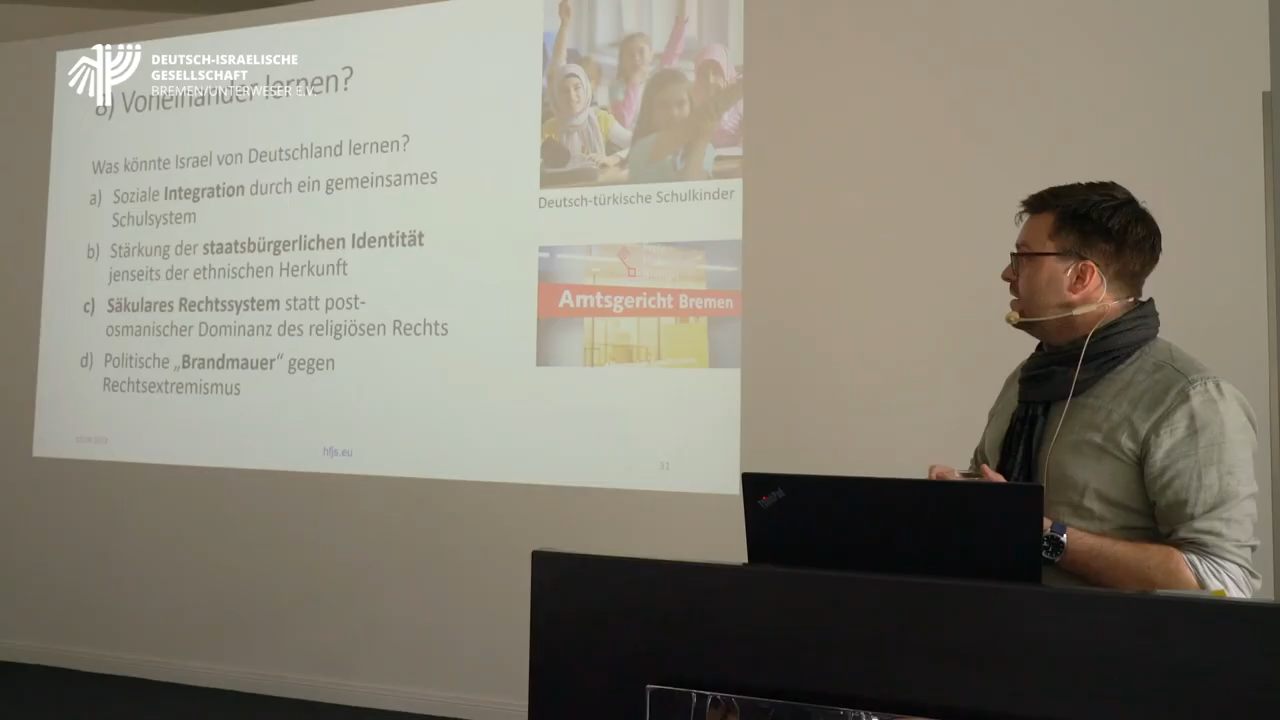 DEUTSCH-ISRAELISCHE
GESELLSCHAFT
BREMEN/UNTERWESER E.V.
8) Voneinander lernen?
Was könnte Israel von Deutschland lernen?
a) Soziale Integration durch ein gemeinsames
Schulsystem
b) Stärkung der staatsbürgerlichen Identität
jenseits der ethnischen Herkunft
c) Säkulares Rechtssystem statt post-
osmanischer Dominanz des religiösen Rechts
d) Politische „Brandmauer“ gegen
Rechtsextremismus
hfjs.eu
31
Deutsch-türkische Schulkinder
Amtsgericht Bremen
ThinkPad